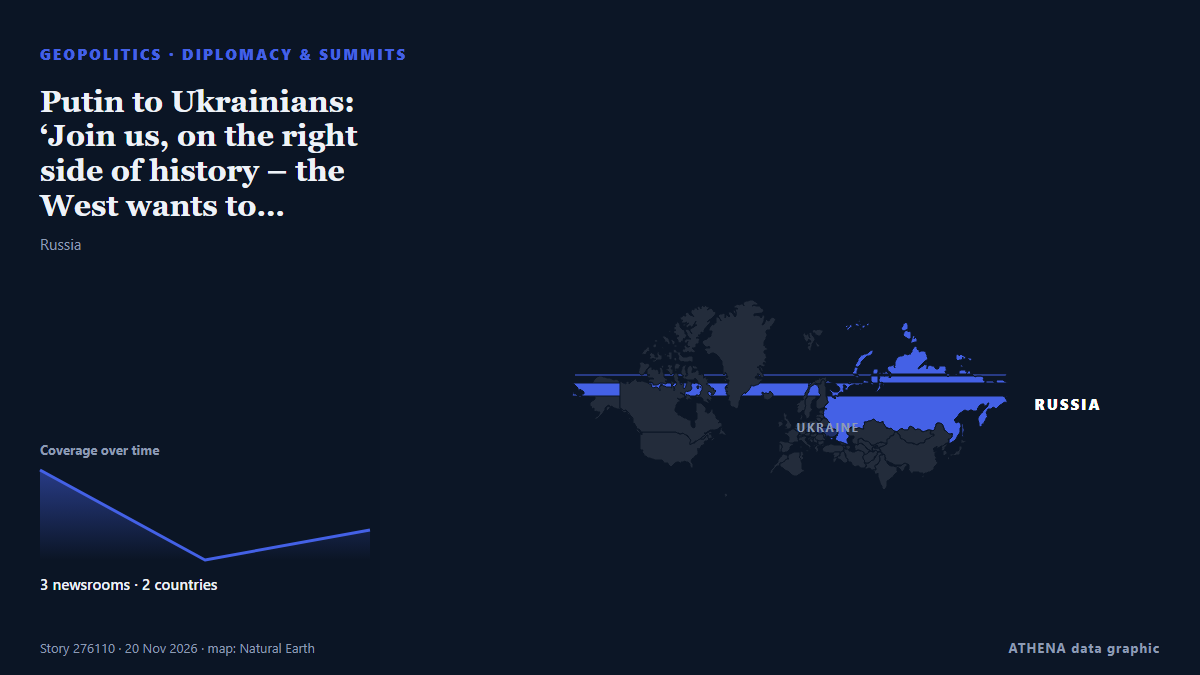 GEOPOLITICS · DIPLOMACY & SUMMITS
Putin to Ukrainians:
‘Join us, on the right
side of history – the
West wants to…
Russia
UKRAINE
RUSSIA
Coverage over time
3 newsrooms · 2 countries
Story 276110 · 20 Nov 2026 · map: Natural Earth
ATHENA data graphic